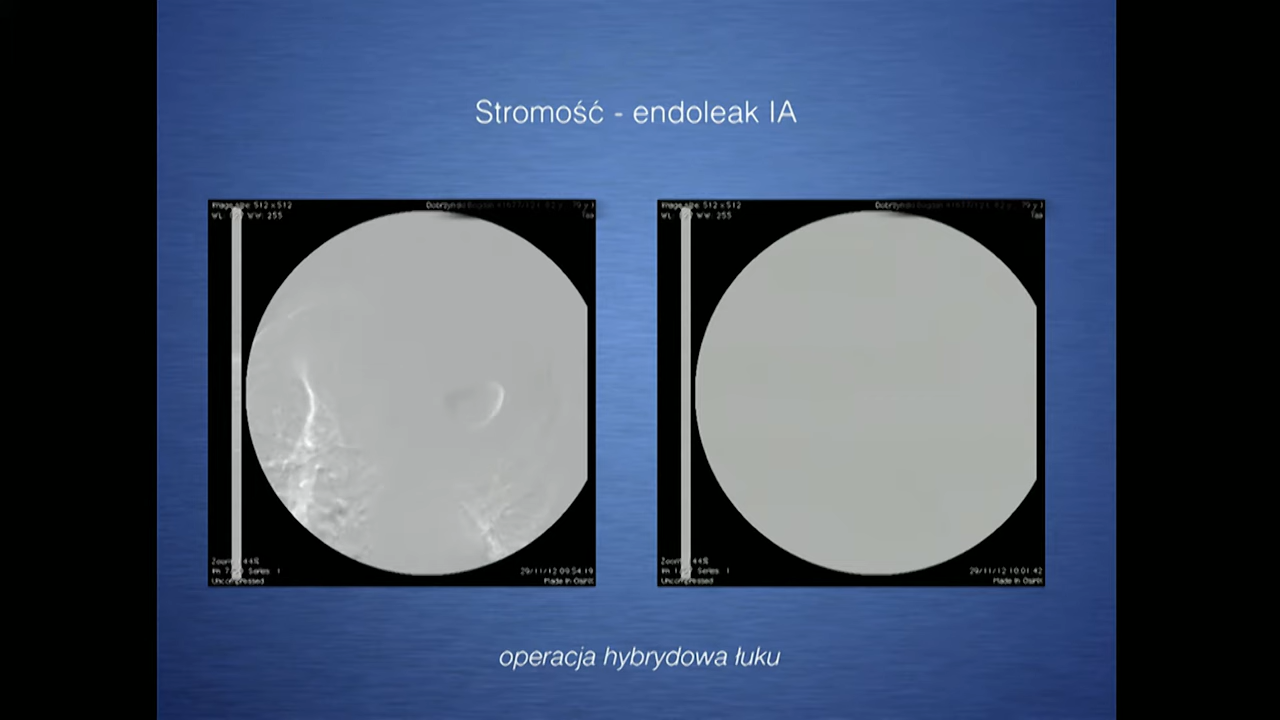 Stromość - endoleak IA
Image size: 512 x 512
WL: WW: 255
Zoom 44%
Series 1
Uncompressed
29/11/12 09:54:19
Made In OsiriX
Image size: 512 x 512
WL: WW: 255
Zoom 44%
Series 1
Uncompressed
29/11/12 10:01:42
Made In OsiriX
operacja hybrydowa łuku